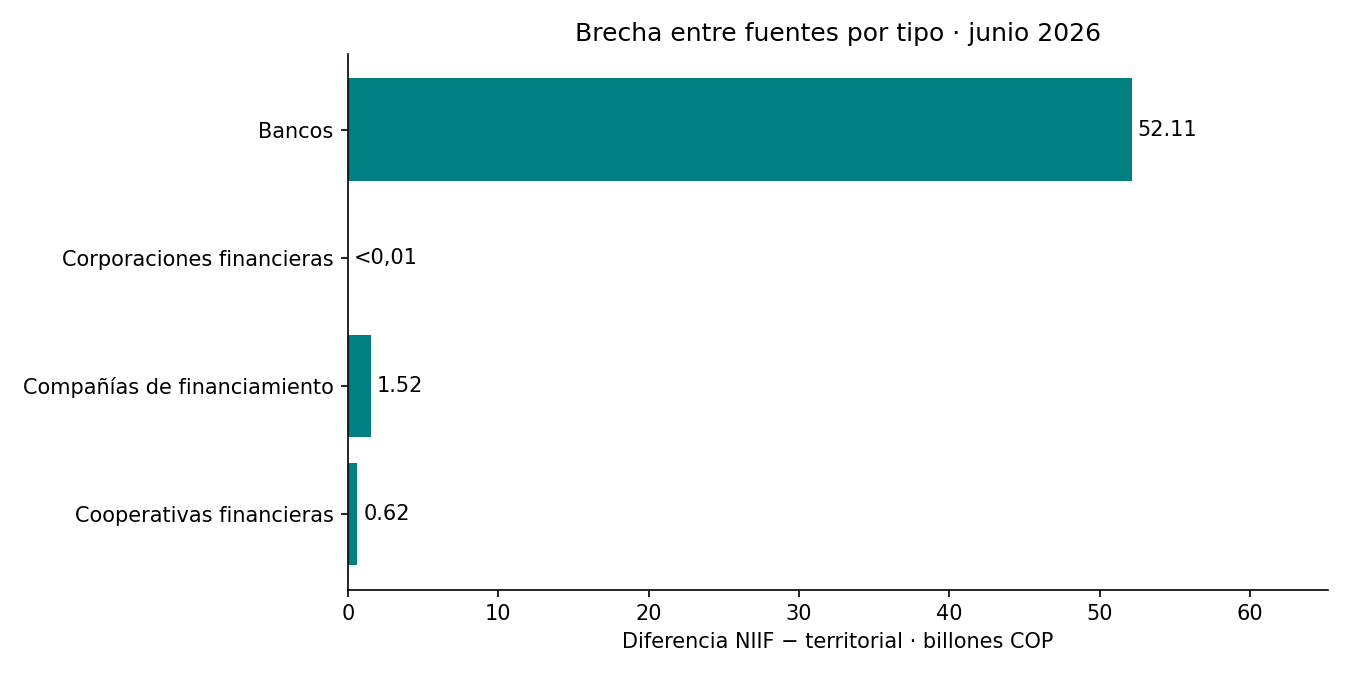 Brecha entre fuentes por tipo · junio 2026
Bancos
52.11
Corporaciones financieras
<0,01
Compañías de financiamiento
1.52
Cooperativas financieras
0.62
0 10 20 30 40 50 60
Diferencia NIIF − territorial · billones COP